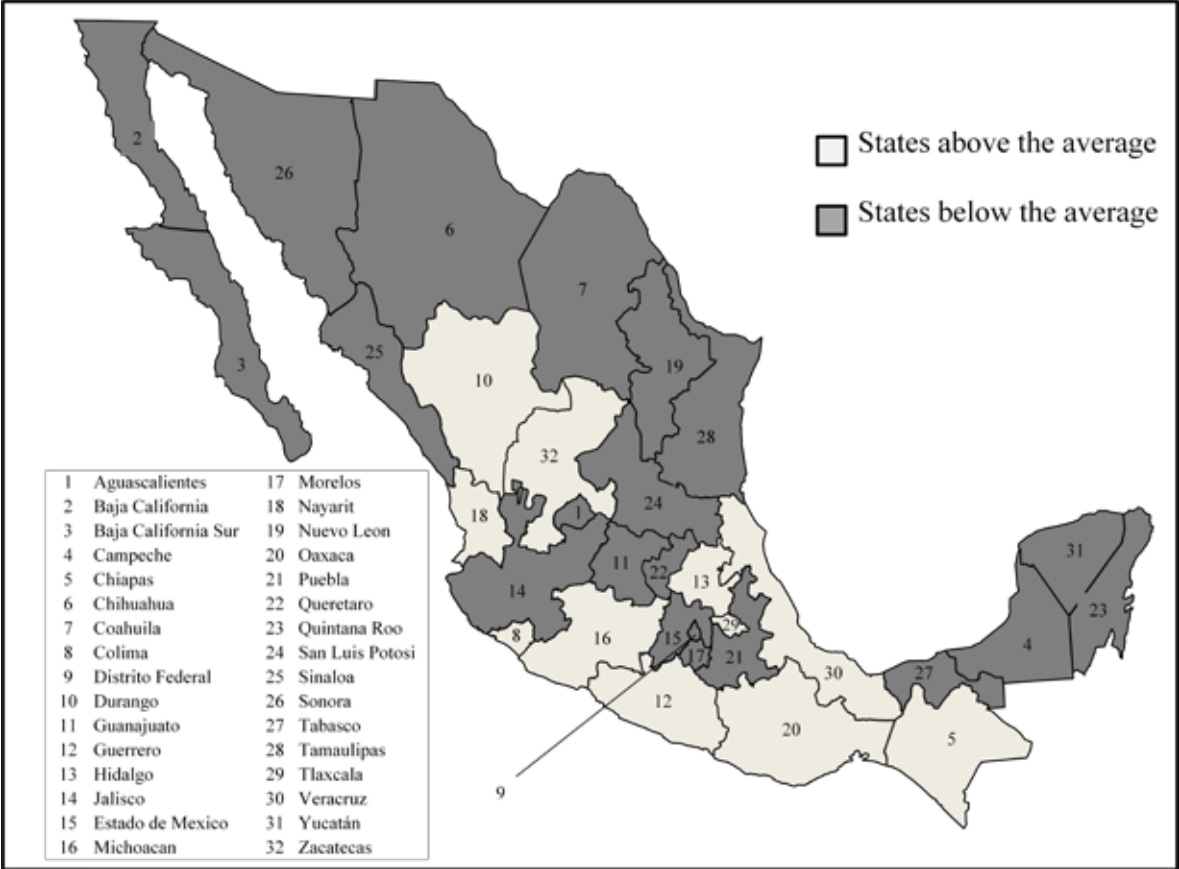 States above the average
States below the average
2
26
6
7
3
25
19
10
28
32
24
18
1
11
22
13
14
31
23
8
16
15
29
17
21
4
27
30
12
20
5
9
1 Aguascalientes 17 Morelos
2 Baja California 18 Nayarit
3 Baja California Sur 19 Nuevo Leon
4 Campeche 20 Oaxaca
5 Chiapas 21 Puebla
6 Chihuahua 22 Queretaro
7 Coahuila 23 Quintana Roo
8 Colima 24 San Luis Potosi
9 Distrito Federal 25 Sinaloa
10 Durango 26 Sonora
11 Guanajuato 27 Tabasco
12 Guerrero 28 Tamaulipas
13 Hidalgo 29 Tlaxcala
14 Jalisco 30 Veracruz
15 Estado de Mexico 31 Yucatán
16 Michoacan 32 Zacatecas